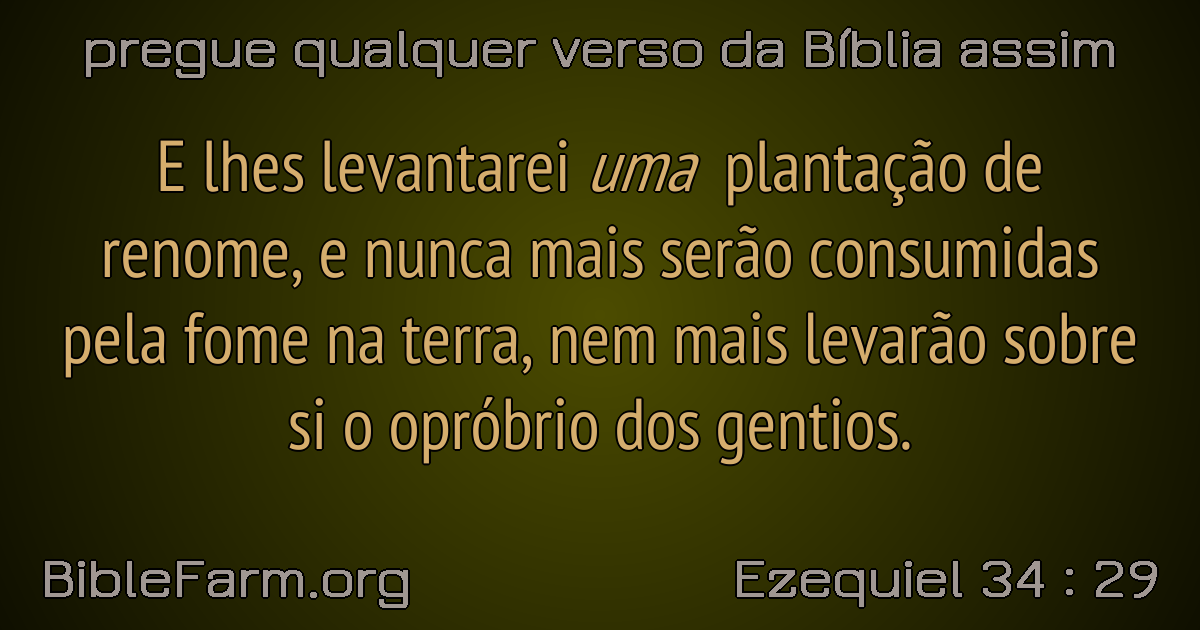 pregue qualquer verso da Bíblia assim
E lhes levantarei uma plantação de
renome, e nunca mais serão consumidas
pela fome na terra, nem mais levarão sobre
si o opróbrio dos gentios.
BibleFarm.org
Ezequiel 34 : 29